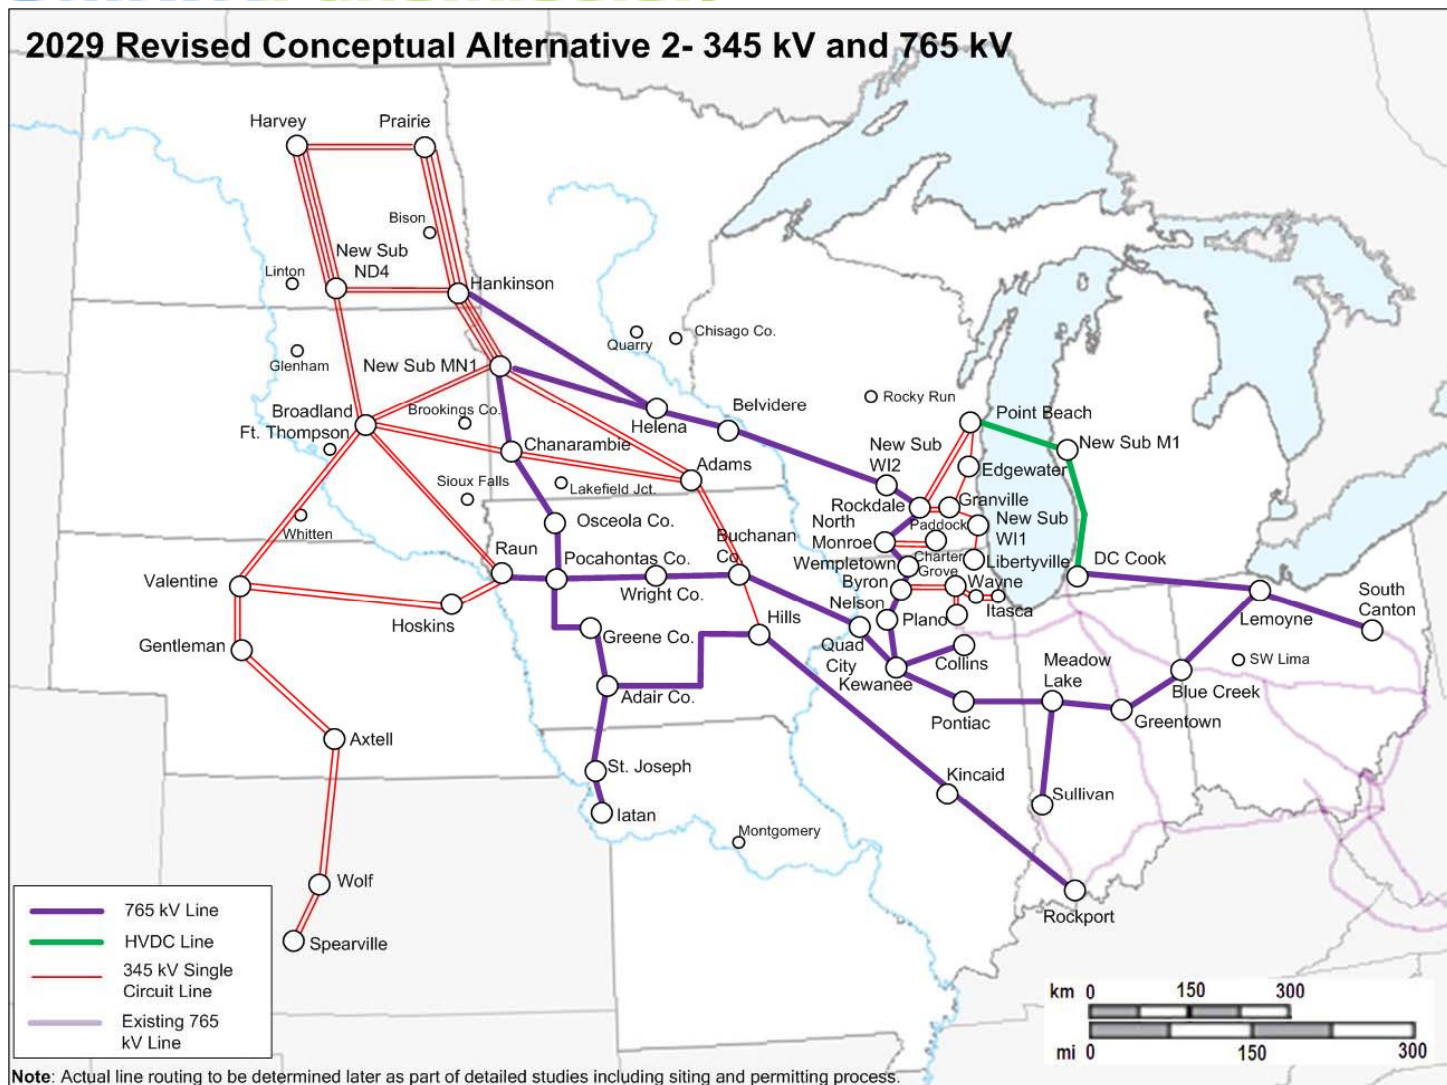 2029 Revised Conceptual Alternative 2- 345 kV and 765 kV
Harvey
Prairie
Bison
New Sub
ND4
Linton
Hankinson
Quarry
Chisago Co.
Glenham
New Sub MN1
Rocky Run
Broadland
Brookings Co.
Helena
Belvidere
Point Beach
Ft. Thompson
Chanarambie
New Sub
WI2
New Sub M1
Adams
Edgewater
Sioux Falls
Lakefield Jct.
Rockdale
Granville
Whitten
Osceola Co.
North
Monroe
Paddock
New Sub
WI1
Buchanan
Co.
Raun
Pocahontas Co.
Wempletown
Charter
Grove
Libertyville
DC Cook
Valentine
Wright Co.
Byron
Wayne
South
Canton
Hoskins
Nelson
Itasca
Lemoyne
Greene Co.
Hills
Plano
Gentleman
Quad
City
Collins
Meadow
Lake
SW Lima
Kewanee
Blue Creek
Adair Co.
Pontiac
Greentown
Axtell
St. Joseph
Kincaid
Sullivan
Iatan
Montgomery
Wolf
Rockport
Spearville
765 kV Line
HVDC Line
345 kV Single
Circuit Line
Existing 765
kV Line
km 0 150 300
mi 0 150 300
Note: Actual line routing to be determined later as part of detailed studies including siting and permitting process.